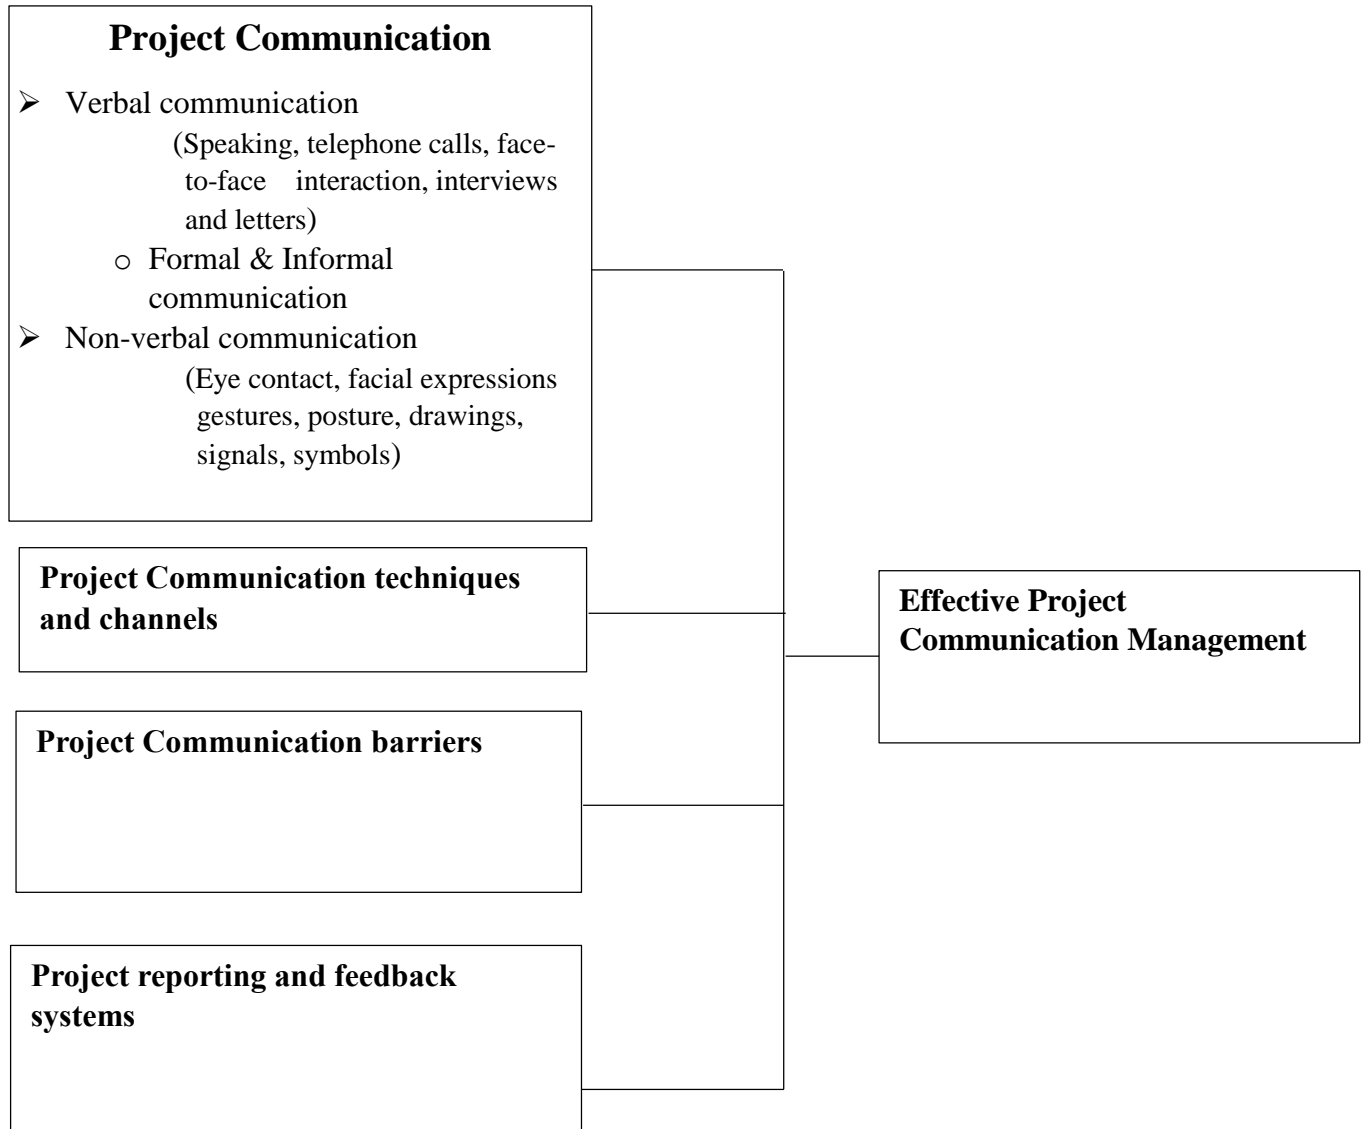 Project Communication
➢ Verbal communication
(Speaking, telephone calls, face-
to-face interaction, interviews
and letters)
o Formal & Informal
communication
➢ Non-verbal communication
(Eye contact, facial expressions
gestures, posture, drawings,
signals, symbols)
Project Communication techniques
and channels
Effective Project
Communication Management
Project Communication barriers
Project reporting and feedback
systems